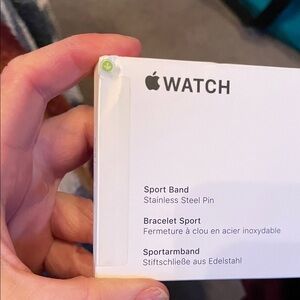 WATCH
Sport Band
Stainless Steel Pin
Bracelet Sport
Fermeture à clou en acier inoxydable
Sportarmband
Stiftschließe aus Edelstahl